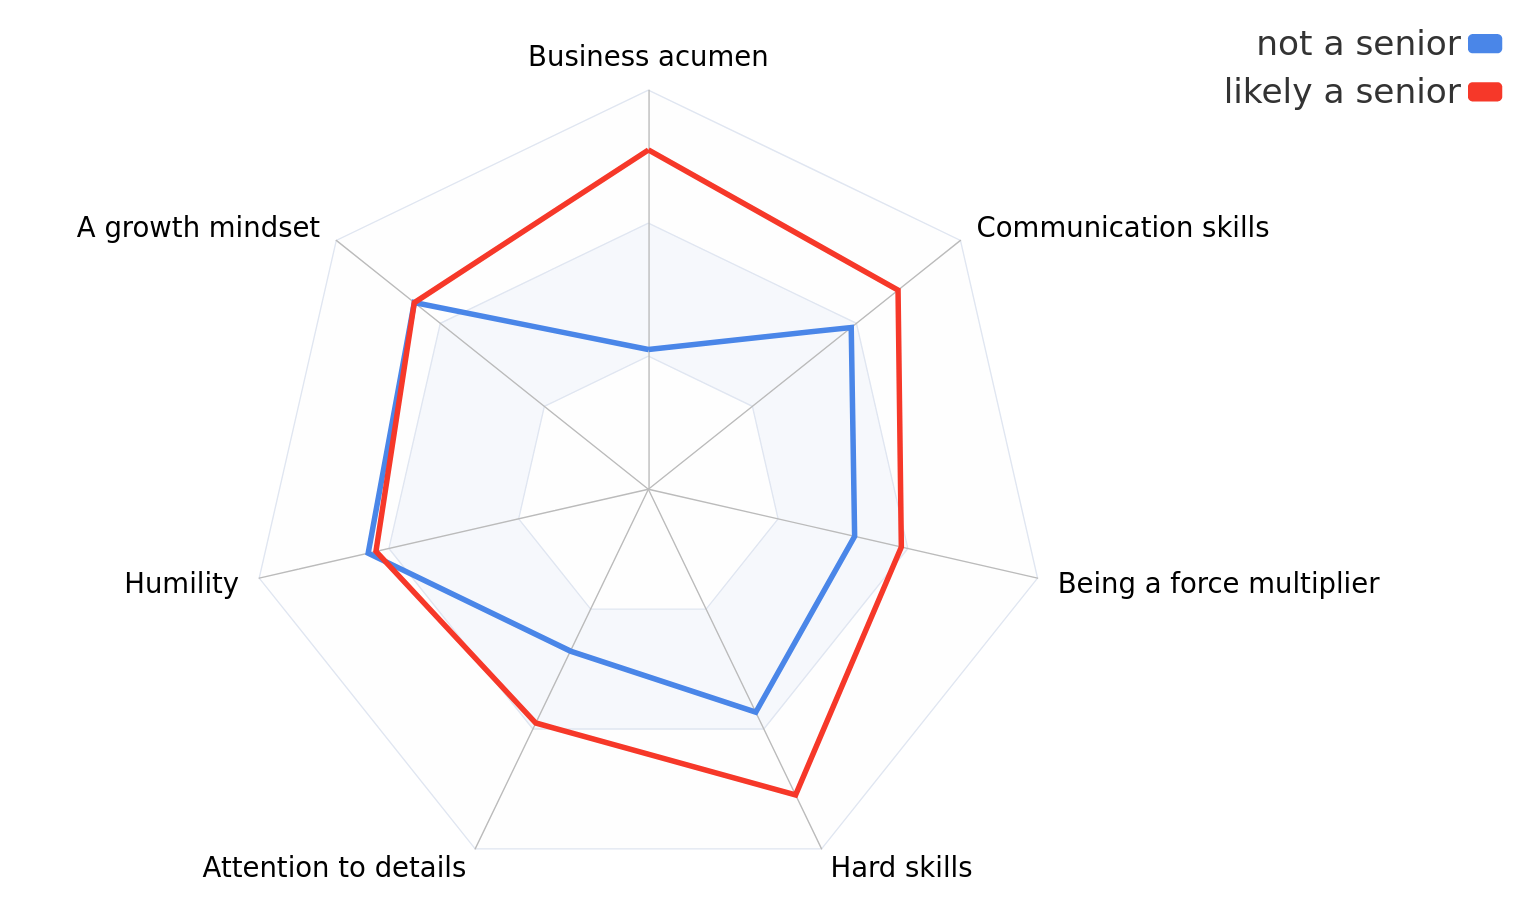 not a senior
likely a senior
Business acumen
A growth mindset
Communication skills
Humility
Being a force multiplier
Attention to details
Hard skills